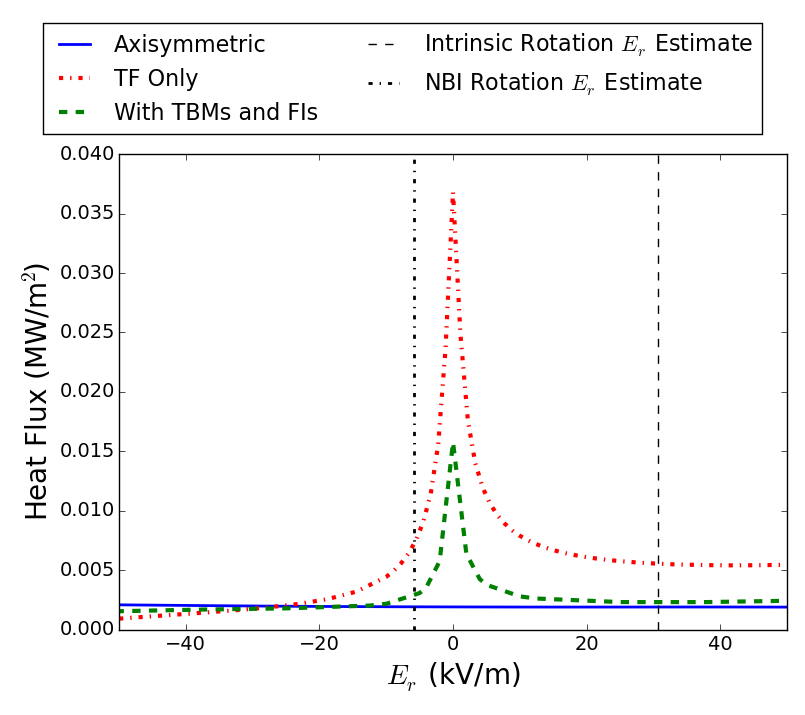 Axisymmetric
TF Only
With TBMs and FIs
Intrinsic Rotation E_r Estimate
NBI Rotation E_r Estimate
0.040
0.035
0.030
0.025
0.020
0.015
0.010
0.005
0.000
Heat Flux (MW/m²)
−40 −20 0 20 40
E_r (kV/m)